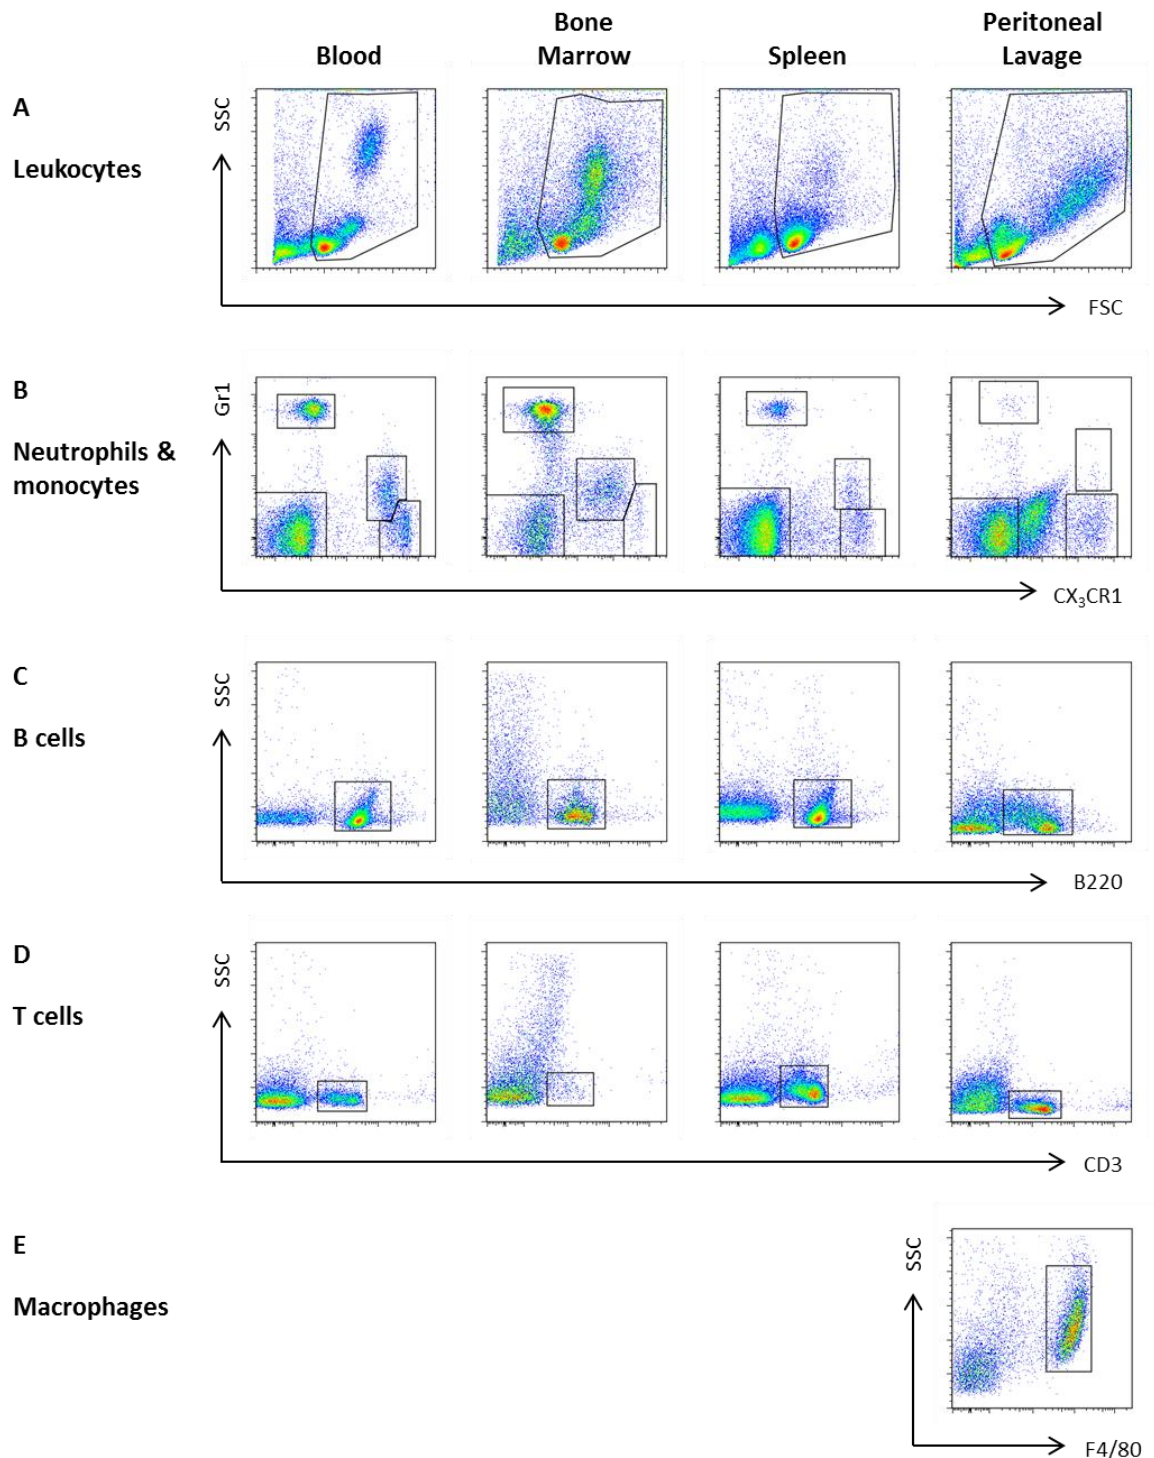 Blood
Bone
Marrow
Spleen
Peritoneal
Lavage
A
Leukocytes
SSC
FSC
B
Neutrophils &
monocytes
Gr1
CX₃CR1
C
B cells
SSC
B220
D
T cells
SSC
CD3
E
Macrophages
SSC
F4/80